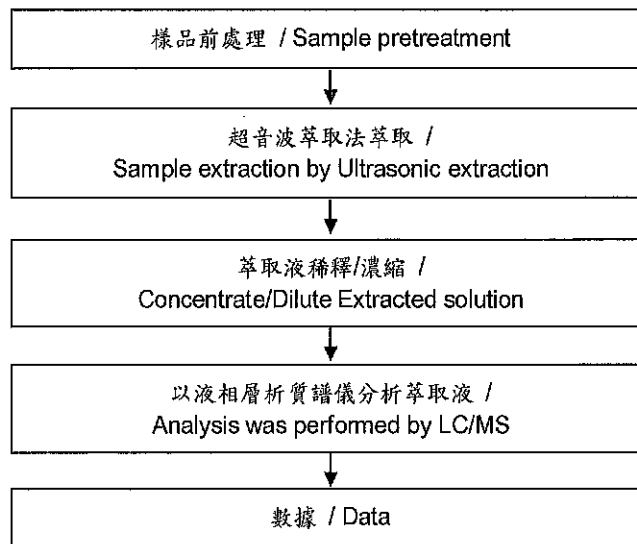 樣品前處理 / Sample pretreatment
超音波萃取法萃取 /
Sample extraction by Ultrasonic extraction
萃取液稀釋/濃縮 /
Concentrate/Dilute Extracted solution
以液相層析質譜儀分析萃取液 /
Analysis was performed by LC/MS
數據 / Data